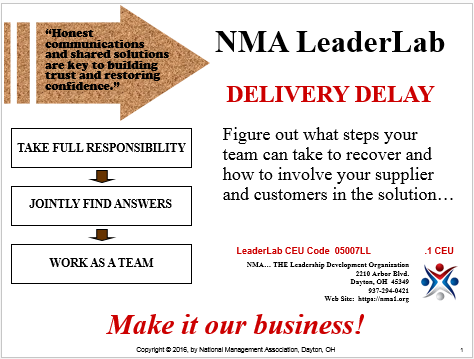 “Honest
communications
and shared solutions
are key to building
trust and restoring
confidence.”
NMA LeaderLab
DELIVERY DELAY
TAKE FULL RESPONSIBILITY
JOINTLY FIND ANSWERS
WORK AS A TEAM
Figure out what steps your
team can take to recover and
how to involve your supplier
and customers in the solution…
LeaderLab CEU Code 05007LL .1 CEU
NMA… THE Leadership Development Organization
2210 Arbor Blvd.
Dayton, OH 45349
937-294-0421
Web Site: https://nma1.org
Make it our business!
Copyright © 2016, by National Management Association, Dayton, OH 1